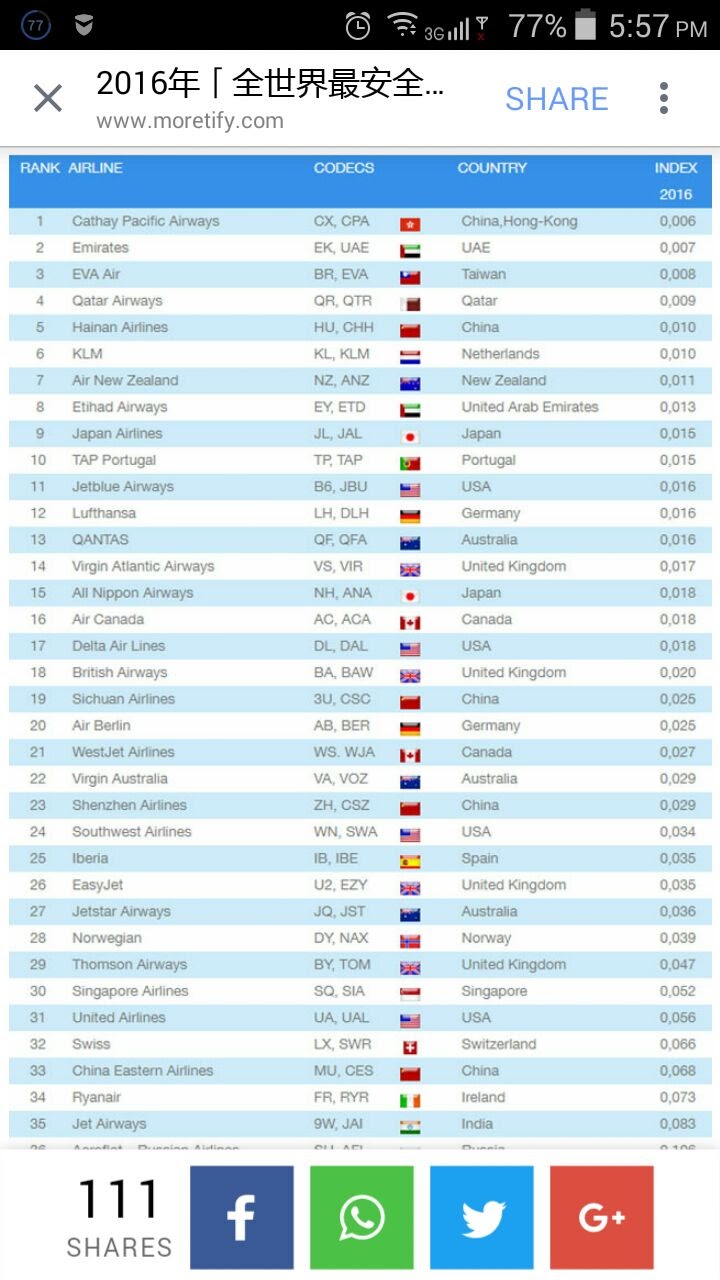 77 3G 77% 5:57 PM
2016年「全世界最安全... SHARE
www.moretify.com
RANK AIRLINE CODECS COUNTRY INDEX
2016
1 Cathay Pacific Airways CX, CPA China,Hong-Kong 0,006
2 Emirates EK, UAE UAE 0,007
3 EVA Air BR, EVA Taiwan 0,008
4 Qatar Airways QR, QTR Qatar 0,009
5 Hainan Airlines HU, CHH China 0,010
6 KLM KL, KLM Netherlands 0,010
7 Air New Zealand NZ, ANZ New Zealand 0,011
8 Etihad Airways EY, ETD United Arab Emirates 0,013
9 Japan Airlines JL, JAL Japan 0,015
10 TAP Portugal TP, TAP Portugal 0,015
11 Jetblue Airways B6, JBU USA 0,016
12 Lufthansa LH, DLH Germany 0,016
13 QANTAS QF, QFA Australia 0,016
14 Virgin Atlantic Airways VS, VIR United Kingdom 0,017
15 All Nippon Airways NH, ANA Japan 0,018
16 Air Canada AC, ACA Canada 0,018
17 Delta Air Lines DL, DAL USA 0,018
18 British Airways BA, BAW United Kingdom 0,020
19 Sichuan Airlines 3U, CSC China 0,025
20 Air Berlin AB, BER Germany 0,025
21 WestJet Airlines WS. WJA Canada 0,027
22 Virgin Australia VA, VOZ Australia 0,029
23 Shenzhen Airlines ZH, CSZ China 0,029
24 Southwest Airlines WN, SWA USA 0,034
25 Iberia IB, IBE Spain 0,035
26 EasyJet U2, EZY United Kingdom 0,035
27 Jetstar Airways JQ, JST Australia 0,036
28 Norwegian DY, NAX Norway 0,039
29 Thomson Airways BY, TOM United Kingdom 0,047
30 Singapore Airlines SQ, SIA Singapore 0,052
31 United Airlines UA, UAL USA 0,056
32 Swiss LX, SWR Switzerland 0,066
33 China Eastern Airlines MU, CES China 0,068
34 Ryanair FR, RYR Ireland 0,073
35 Jet Airways 9W, JAI India 0,083
111
SHARES
G+